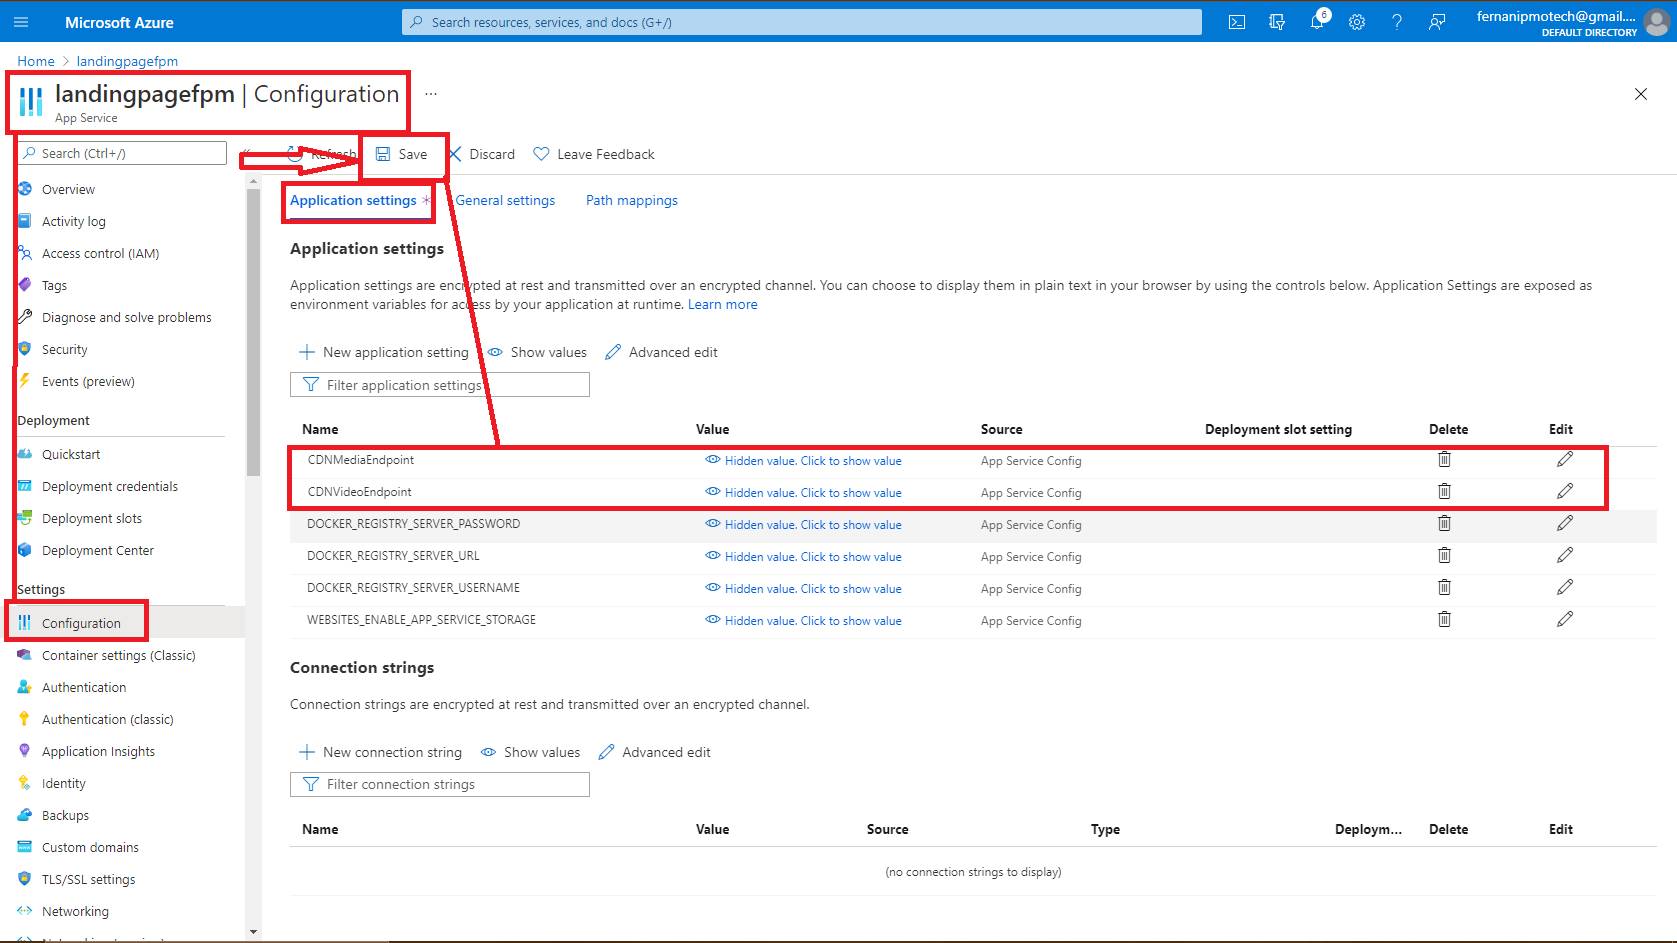 Microsoft Azure
Search resources, services, and docs (G+/)
6
fernanipmotech@gmail....
DEFAULT DIRECTORY
Home > landingpagefpm
landingpagefpm | Configuration ...
App Service
Search (Ctrl+/)
Overview
Activity log
Access control (IAM)
Tags
Diagnose and solve problems
Security
Events (preview)
Deployment
Quickstart
Deployment credentials
Deployment slots
Deployment Center
Settings
Configuration
Container settings (Classic)
Authentication
Authentication (classic)
Application Insights
Identity
Backups
Custom domains
TLS/SSL settings
Networking
Refresh Save Discard Leave Feedback
Application settings * General settings Path mappings
Application settings
Application settings are encrypted at rest and transmitted over an encrypted channel. You can choose to display them in plain text in your browser by using the controls below. Application Settings are exposed as
environment variables for access by your application at runtime. Learn more
New application setting Show values Advanced edit
Filter application settings
Name Value Source Deployment slot setting Delete Edit
CDNMediaEndpoint Hidden value. Click to show value App Service Config
CDNVideoEndpoint Hidden value. Click to show value App Service Config
DOCKER_REGISTRY_SERVER_PASSWORD Hidden value. Click to show value App Service Config
DOCKER_REGISTRY_SERVER_URL Hidden value. Click to show value App Service Config
DOCKER_REGISTRY_SERVER_USERNAME Hidden value. Click to show value App Service Config
WEBSITES_ENABLE_APP_SERVICE_STORAGE Hidden value. Click to show value App Service Config
Connection strings
Connection strings are encrypted at rest and transmitted over an encrypted channel.
New connection string Show values Advanced edit
Filter connection strings
Name Value Source Type Deploym... Delete Edit
(no connection strings to display)